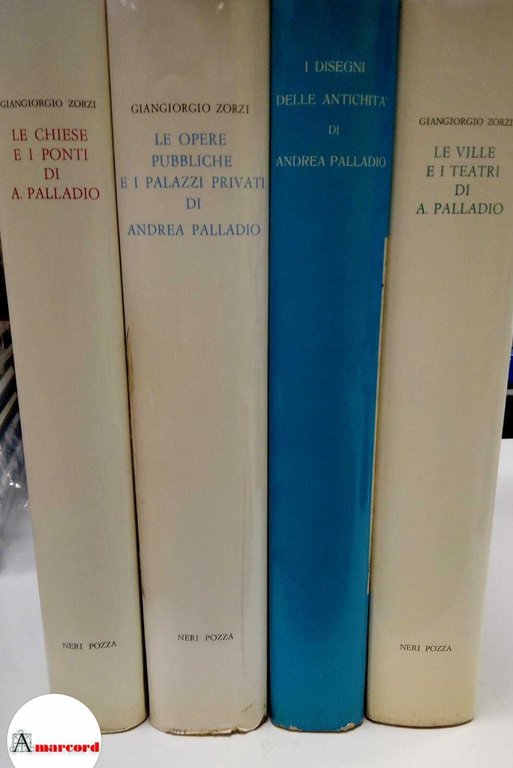 GIANGIORGIO ZORZI
LE CHIESE
E I PONTI
DI
A. PALLADIO
NERI POZZA
GIANGIORGIO ZORZI
LE OPERE
PUBBLICHE
E I PALAZZI PRIVATI
DI
ANDREA PALLADIO
NERI POZZA
I DISEGNI
DELLE ANTICHITA'
DI
ANDREA PALLADIO
GIANGIORGIO ZORZI
LE VILLE
E I TEATRI
DI
A. PALLADIO
NERI POZZA
Amarcord